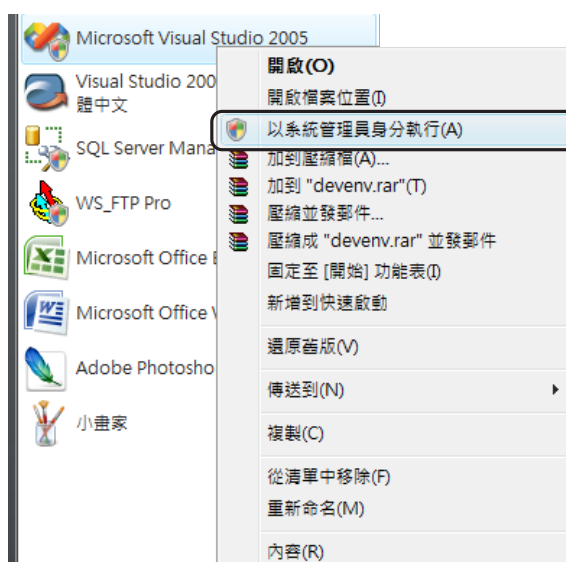 Microsoft Visual Studio 2005
Visual Studio 200
體中文
SQL Server Mana
WS_FTP Pro
Microsoft Office
Microsoft Office
Adobe Photosho
小畫家
開啟(O)
開啟檔案位置(I)
以系統管理員身分執行(A)
加到壓縮檔(A)...
加到 "devenv.rar"(T)
壓縮並發郵件...
壓縮成 "devenv.rar" 並發郵件
固定至 [開始] 功能表(I)
新增到快速啟動
還原舊版(V)
傳送到(N)
複製(C)
從清單中移除(F)
重新命名(M)
內容(R)